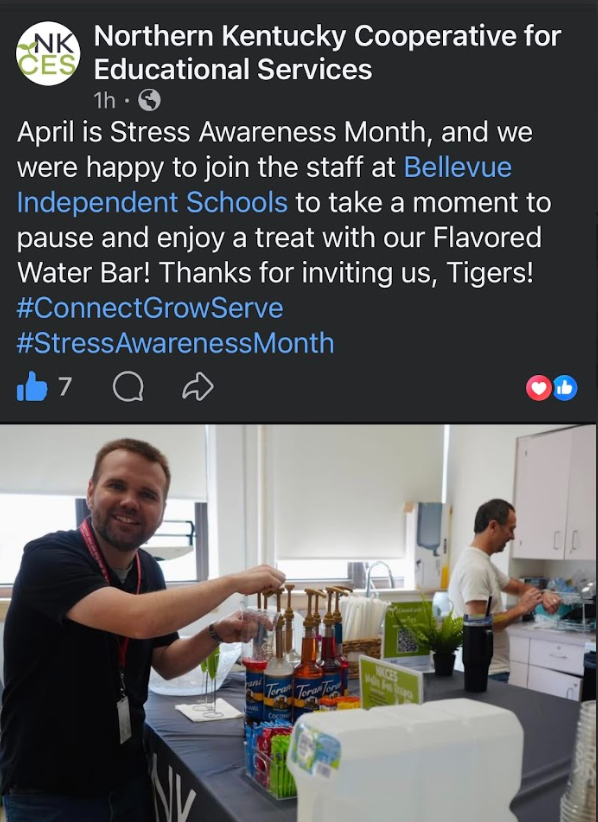 NK
CES
Northern Kentucky Cooperative for
Educational Services
1h ·
April is Stress Awareness Month, and we
were happy to join the staff at Bellevue
Independent Schools to take a moment to
pause and enjoy a treat with our Flavored
Water Bar! Thanks for inviting us, Tigers!
#ConnectGrowServe
#StressAwarenessMonth
7
Torani Torani Torani
NKCES
NK